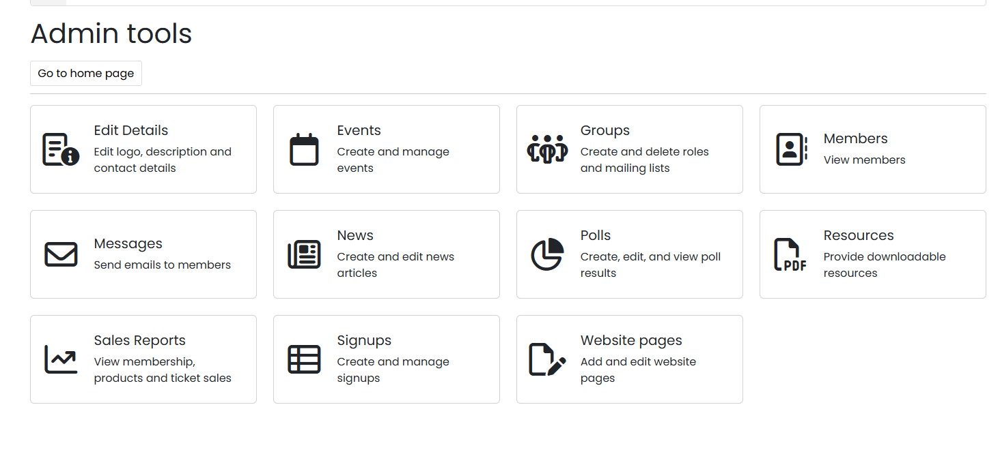 Admin tools
Go to home page
Edit Details
Edit logo, description and
contact details
Events
Create and manage
events
Groups
Create and delete roles
and mailing lists
Members
View members
Messages
Send emails to members
News
Create and edit news
articles
Polls
Create, edit, and view poll
results
Resources
Provide downloadable
resources
PDF
Sales Reports
View membership,
products and ticket sales
Signups
Create and manage
signups
Website pages
Add and edit website
pages